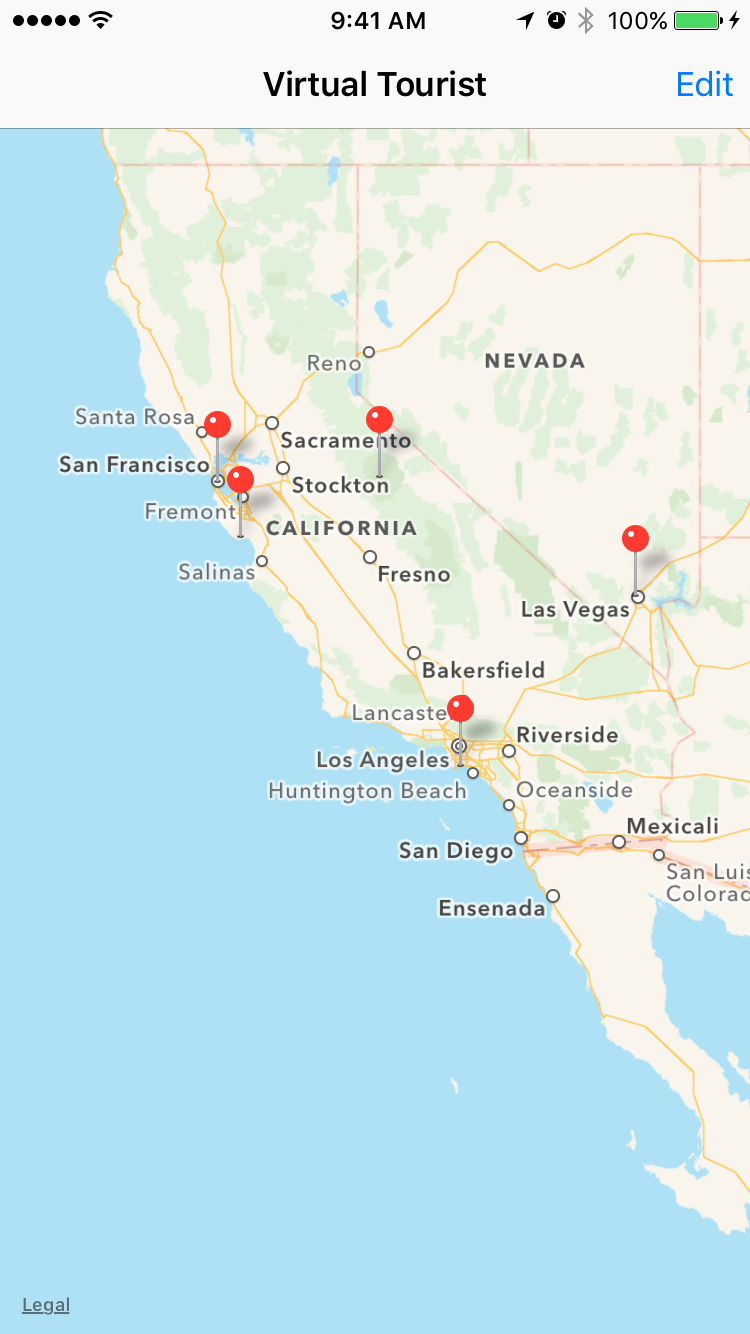 9:41 AM
100%
Virtual Tourist
Edit
Reno
NEVADA
Santa Rosa
Sacramento
San Francisco
Stockton
Fremont
CALIFORNIA
Salinas
Fresno
Las Vegas
Bakersfield
Lancaste
Riverside
Los Angeles
Huntington Beach
Oceanside
Mexicali
San Diego
San Luis
Colorad
Ensenada
Legal